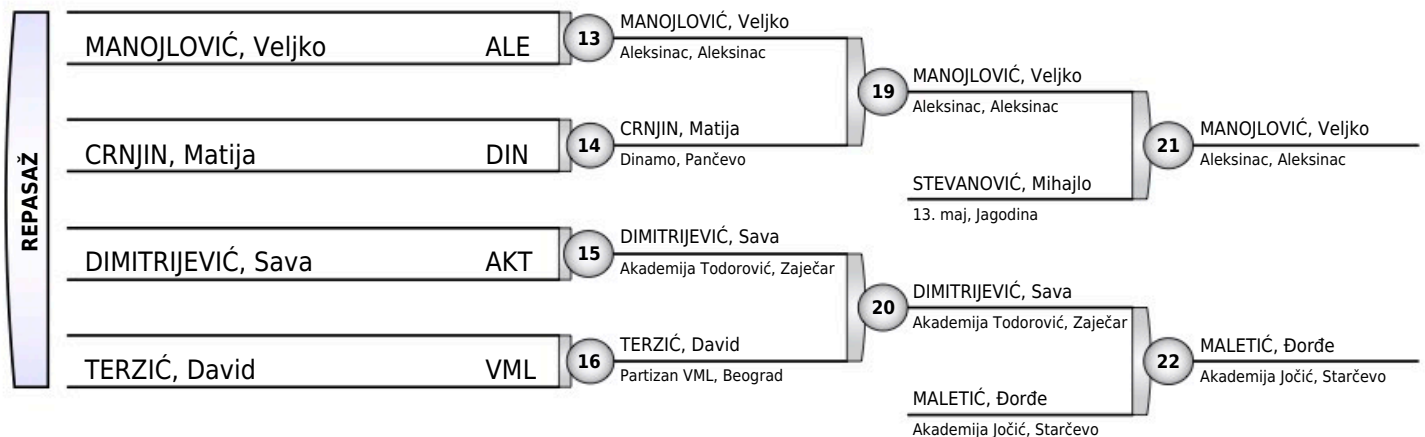 REPASAŽ
MANOJLOVIĆ, Veljko ALE
CRNJIN, Matija DIN
DIMITRIJEVIĆ, Sava AKT
TERZIĆ, David VML
13
MANOJLOVIĆ, Veljko
Aleksinac, Aleksinac
14
CRNJIN, Matija
Dinamo, Pančevo
15
DIMITRIJEVIĆ, Sava
Akademija Todorović, Zaječar
16
TERZIĆ, David
Partizan VML, Beograd
19
MANOJLOVIĆ, Veljko
Aleksinac, Aleksinac
STEVANOVIĆ, Mihajlo
13. maj, Jagodina
20
DIMITRIJEVIĆ, Sava
Akademija Todorović, Zaječar
MALETIĆ, Đorđe
Akademija Jočić, Starčevo
21
MANOJLOVIĆ, Veljko
Aleksinac, Aleksinac
22
MALETIĆ, Đorđe
Akademija Jočić, Starčevo